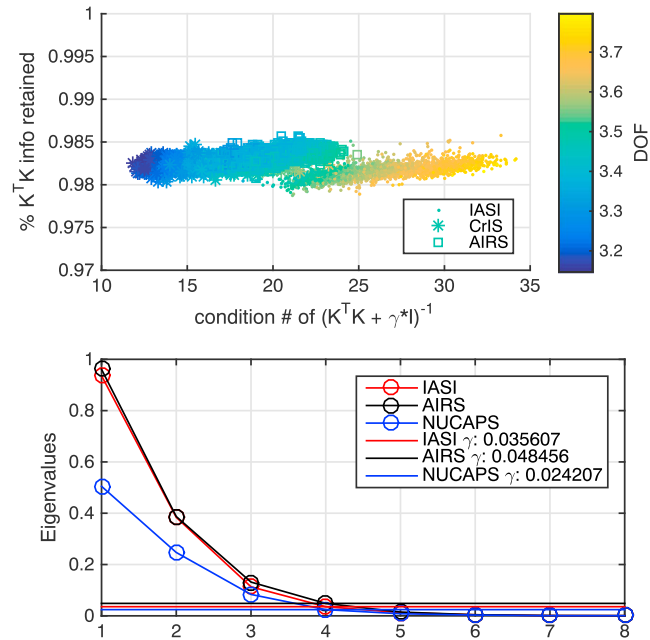 1
0.995
0.99
0.985
0.98
0.975
0.97
% KᵀK info retained
10 15 20 25 30 35
condition # of (KᵀK + γ*I)⁻¹
IASI
CrIS
AIRS
3.7
3.6
3.5
3.4
3.3
3.2
DOF
1
0.8
0.6
0.4
0.2
0
Eigenvalues
1 2 3 4 5 6 7 8
IASI
AIRS
NUCAPS
IASI γ: 0.035607
AIRS γ: 0.048456
NUCAPS γ: 0.024207